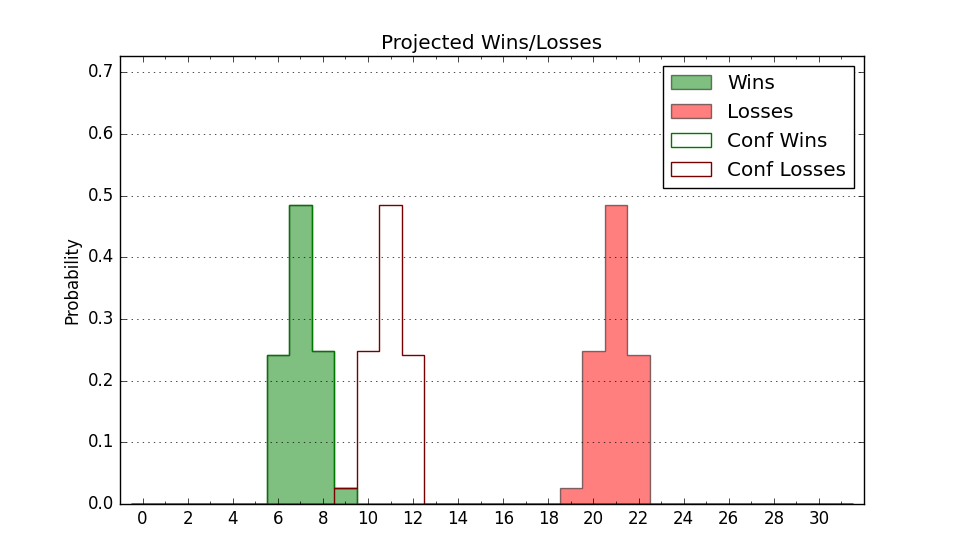 Projected Wins/Losses
0.7
0.6
0.5
0.4
0.3
0.2
0.1
0.0
Probability
Wins
Losses
Conf Wins
Conf Losses
0 2 4 6 8 10 12 14 16 18 20 22 24 26 28 30